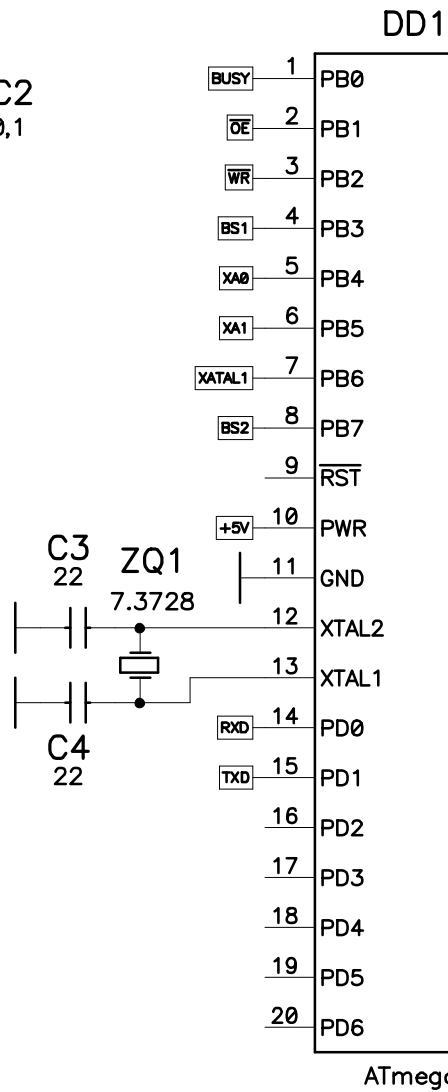 DD1
C2
0,1
BUSY 1 PB0
OE 2 PB1
WR 3 PB2
BS1 4 PB3
XA0 5 PB4
XA1 6 PB5
XATAL1 7 PB6
BS2 8 PB7
9 RST
+5V 10 PWR
11 GND
C3
22
ZQ1
7.3728
12 XTAL2
13 XTAL1
C4
22
RXD 14 PD0
TXD 15 PD1
16 PD2
17 PD3
18 PD4
19 PD5
20 PD6